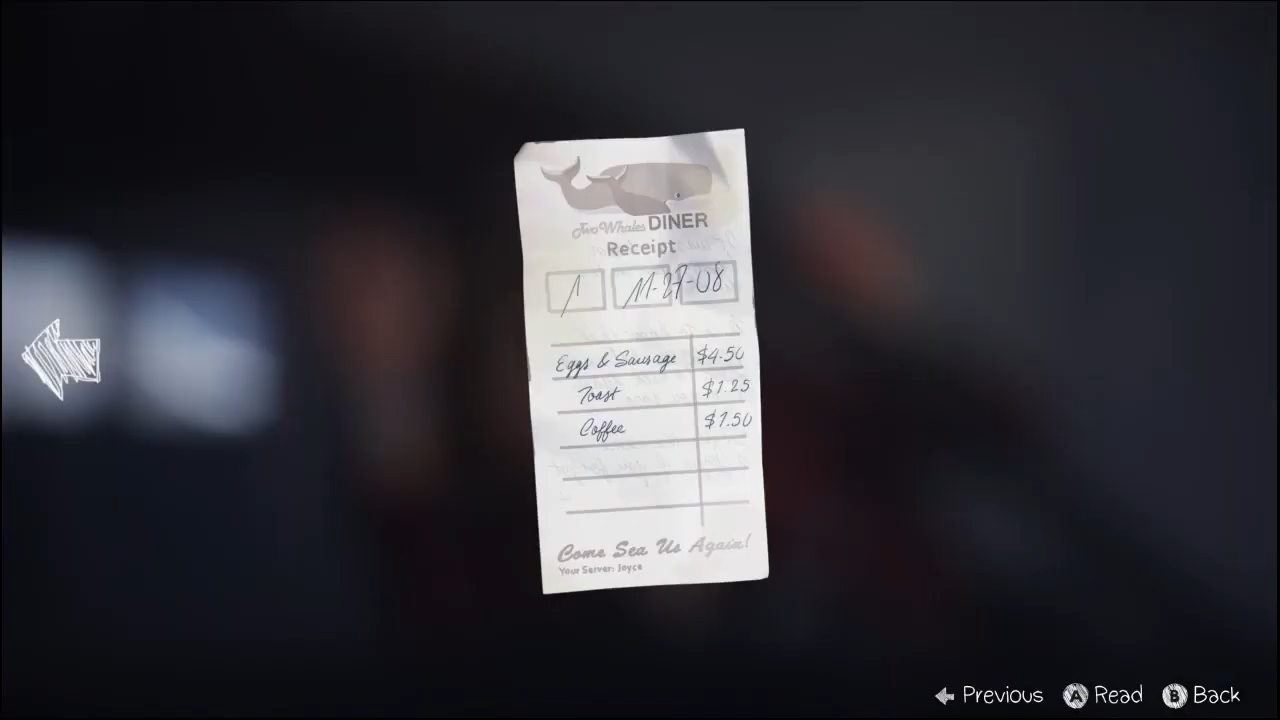 Two Whales DINER
Receipt
1 11-27-08
Eggs & Sausage $4.50
Toast $1.25
Coffee $1.50
Come Sea Us Again!
Your Server: Joyce
Previous A Read B Back